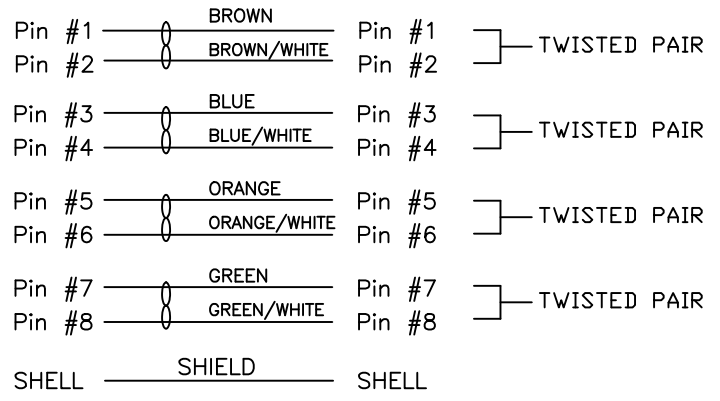 BROWN
Pin #1 Pin #1
BROWN/WHITE TWISTED PAIR
Pin #2 Pin #2
BLUE
Pin #3 Pin #3
BLUE/WHITE TWISTED PAIR
Pin #4 Pin #4
ORANGE
Pin #5 Pin #5
ORANGE/WHITE TWISTED PAIR
Pin #6 Pin #6
GREEN
Pin #7 Pin #7
GREEN/WHITE TWISTED PAIR
Pin #8 Pin #8
SHIELD
SHELL SHELL